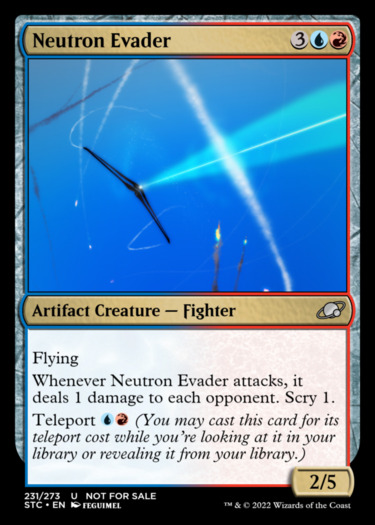 Neutron Evader 3
Artifact Creature — Fighter
Flying
Whenever Neutron Evader attacks, it
deals 1 damage to each opponent. Scry 1.
Teleport (You may cast this card for its
teleport cost while you're looking at it in your
library or revealing it from your library.)
2/5
231/273 U NOT FOR SALE
STC • EN FEGUIMEL
™ & © 2022 Wizards of the Coast